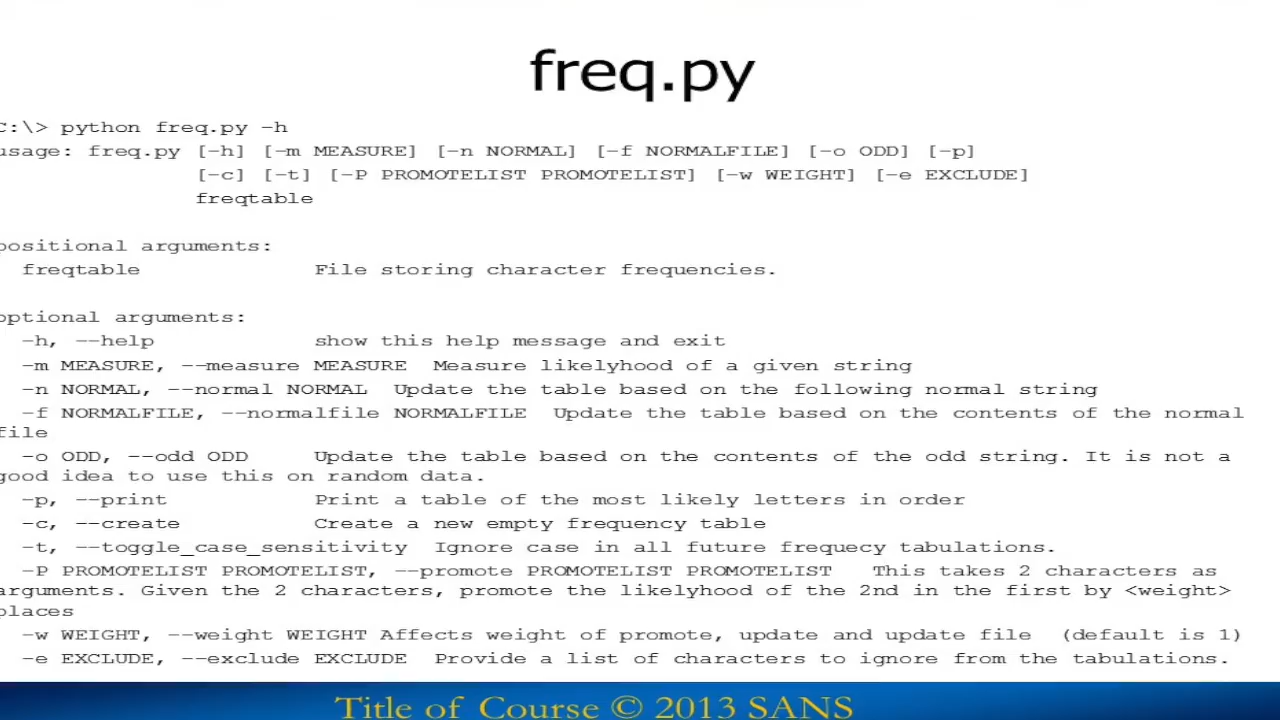 freq.py
C:\> python freq.py -h
usage: freq.py [-h] [-m MEASURE] [-n NORMAL] [-f NORMALFILE] [-o ODD] [-p]
[-c] [-t] [-P PROMOTELIST PROMOTELIST] [-w WEIGHT] [-e EXCLUDE]
freqtable
positional arguments:
freqtable File storing character frequencies.
optional arguments:
-h, --help show this help message and exit
-m MEASURE, --measure MEASURE Measure likelyhood of a given string
-n NORMAL, --normal NORMAL Update the table based on the following normal string
-f NORMALFILE, --normalfile NORMALFILE Update the table based on the contents of the normal
file
-o ODD, --odd ODD Update the table based on the contents of the odd string. It is not a
good idea to use this on random data.
-p, --print Print a table of the most likely letters in order
-c, --create Create a new empty frequency table
-t, --toggle_case_sensitivity Ignore case in all future frequecy tabulations.
-P PROMOTELIST PROMOTELIST, --promote PROMOTELIST PROMOTELIST This takes 2 characters as
arguments. Given the 2 characters, promote the likelyhood of the 2nd in the first by <weight>
places
-w WEIGHT, --weight WEIGHT Affects weight of promote, update and update file (default is 1)
-e EXCLUDE, --exclude EXCLUDE Provide a list of characters to ignore from the tabulations.
Title of Course © 2013 SANS